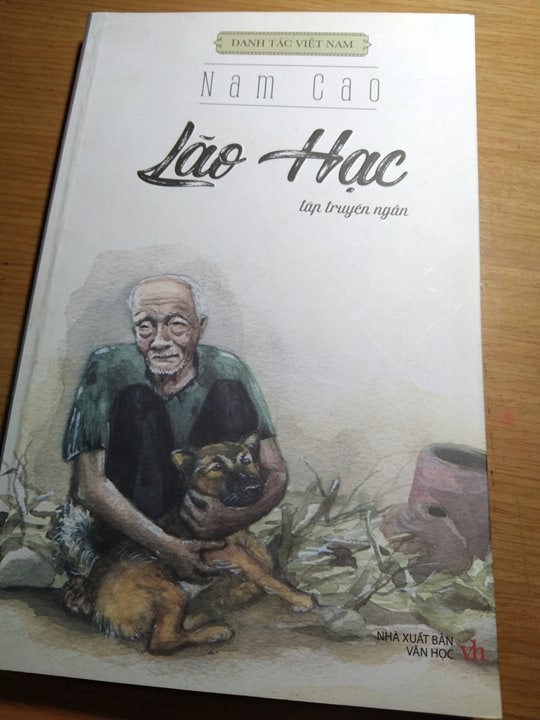 DANH TÁC VIỆT NAM
Nam Cao
Lão Hạc
tập truyện ngắn
NHÀ XUẤT BẢN
VĂN HỌC vh